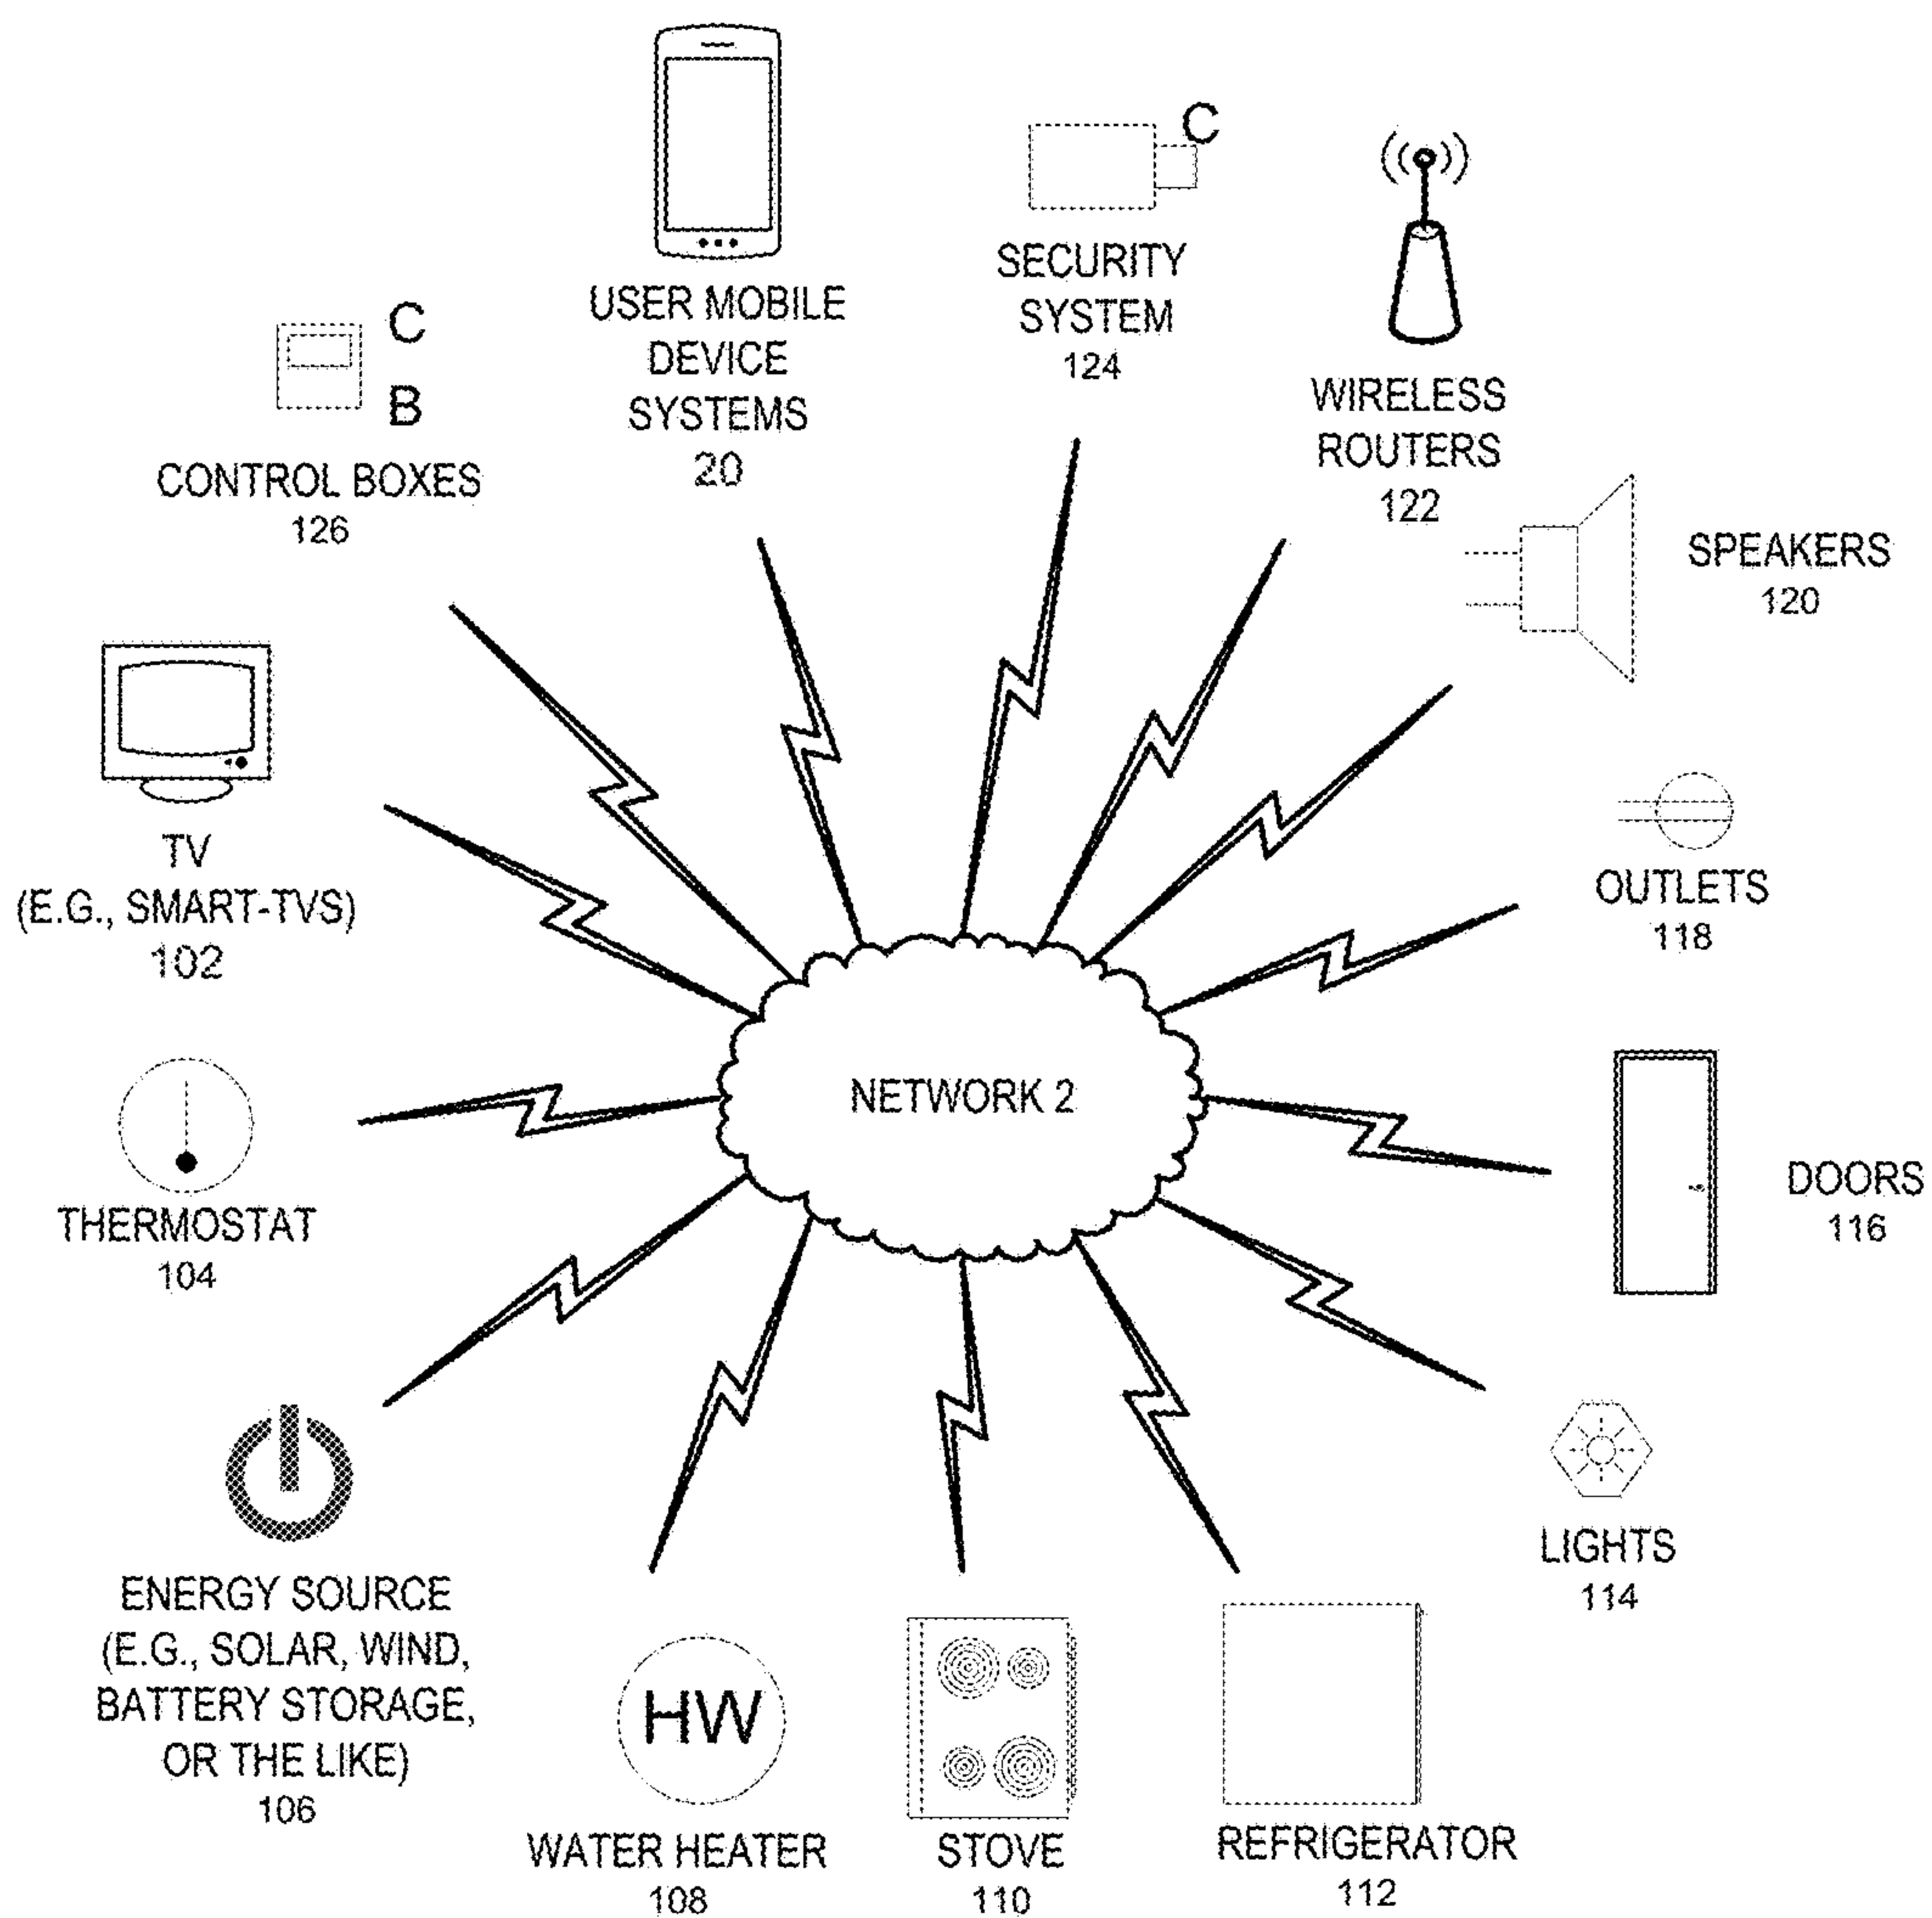 C
SECURITY
SYSTEM
124
USER MOBILE
DEVICE
SYSTEMS
20
C
B
CONTROL BOXES
126
WIRELESS
ROUTERS
122
SPEAKERS
120
TV
(E.G., SMART-TVS)
102
OUTLETS
118
NETWORK 2
THERMOSTAT
104
DOORS
116
LIGHTS
114
ENERGY SOURCE
(E.G., SOLAR, WIND,
BATTERY STORAGE,
OR THE LIKE)
106
HW
WATER HEATER
108
STOVE
110
REFRIGERATOR
112